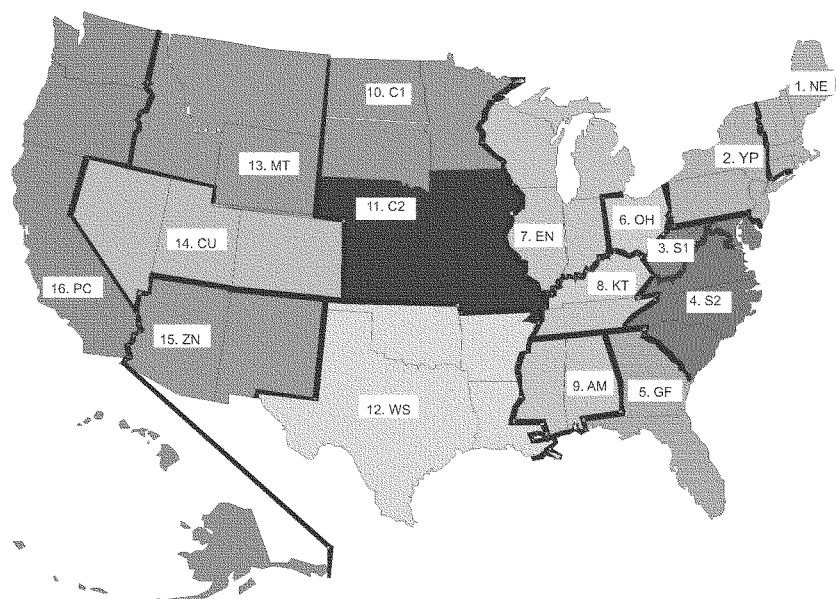 1. NE
2. YP
3. S1
4. S2
5. GF
6. OH
7. EN
8. KT
9. AM
10. C1
11. C2
12. WS
13. MT
14. CU
15. ZN
16. PC